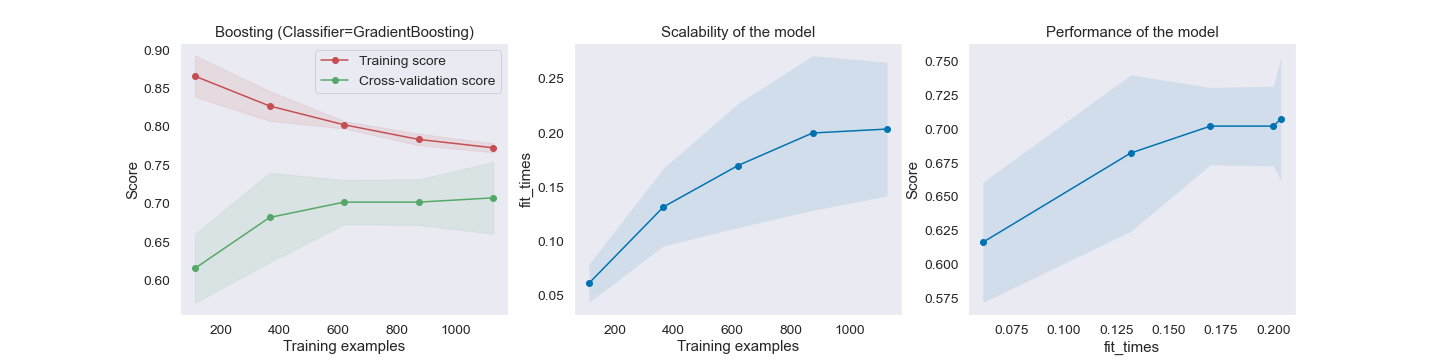 Boosting (Classifier=GradientBoosting)
Training score
Cross-validation score
0.90
0.85
0.80
0.75
0.70
0.65
0.60
Score
200 400 600 800 1000
Training examples
Scalability of the model
0.25
0.20
0.15
0.10
0.05
fit_times
200 400 600 800 1000
Training examples
Performance of the model
0.750
0.725
0.700
0.675
0.650
0.625
0.600
0.575
Score
0.075 0.100 0.125 0.150 0.175 0.200
fit_times